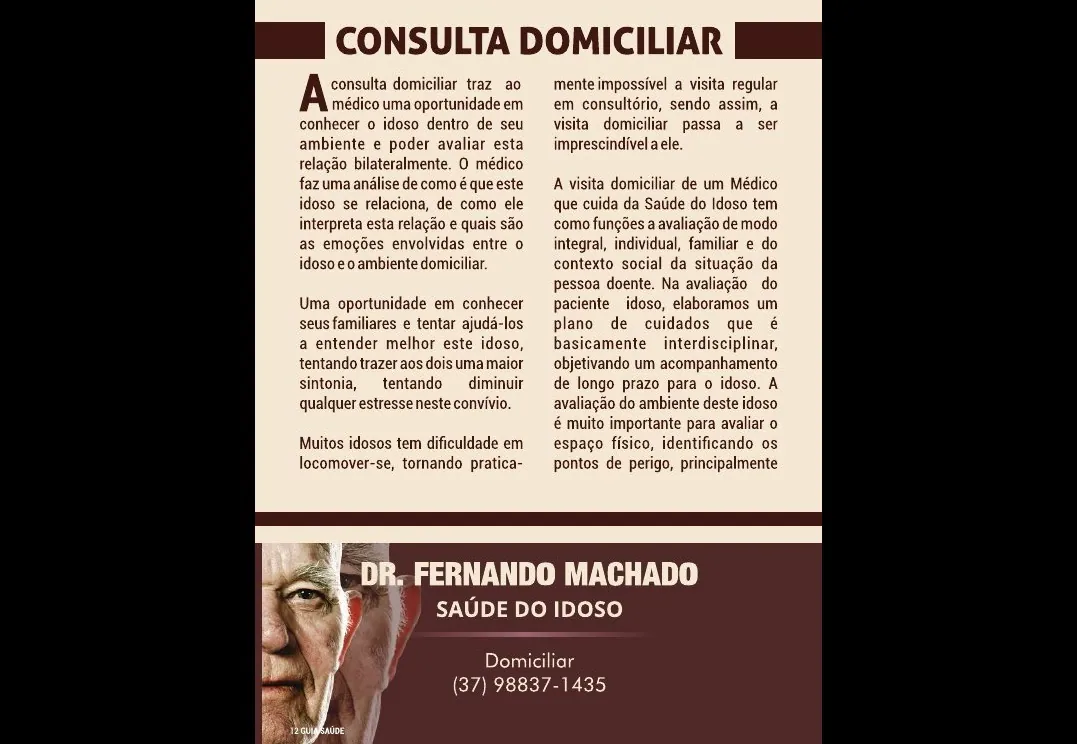 CONSULTA DOMICILIAR
A consulta domiciliar traz ao
médico uma oportunidade em
conhecer o idoso dentro de seu
ambiente e poder avaliar esta
relação bilateralmente. O médico
faz uma análise de como é que este
idoso se relaciona, de como ele
interpreta esta relação e quais são
as emoções envolvidas entre o
idoso e o ambiente domiciliar.
Uma oportunidade em conhecer
seus familiares e tentar ajudá-los
a entender melhor este idoso,
tentando trazer aos dois uma maior
sintonia, tentando diminuir
qualquer estresse neste convívio.
Muitos idosos tem dificuldade em
locomover-se, tornando pratica-
mente impossível a visita regular
em consultório, sendo assim, a
visita domiciliar passa a ser
imprescindível a ele.
A visita domiciliar de um Médico
que cuida da Saúde do Idoso tem
como funções a avaliação de modo
integral, individual, familiar e do
contexto social da situação da
pessoa doente. Na avaliação do
paciente idoso, elaboramos um
plano de cuidados que é
basicamente interdisciplinar,
objetivando um acompanhamento
de longo prazo para o idoso. A
avaliação do ambiente deste idoso
é muito importante para avaliar o
espaço físico, identificando os
pontos de perigo, principalmente
DR. FERNANDO MACHADO
SAÚDE DO IDOSO
Domiciliar
(37) 98837-1435
12 GUIA SAÚDE